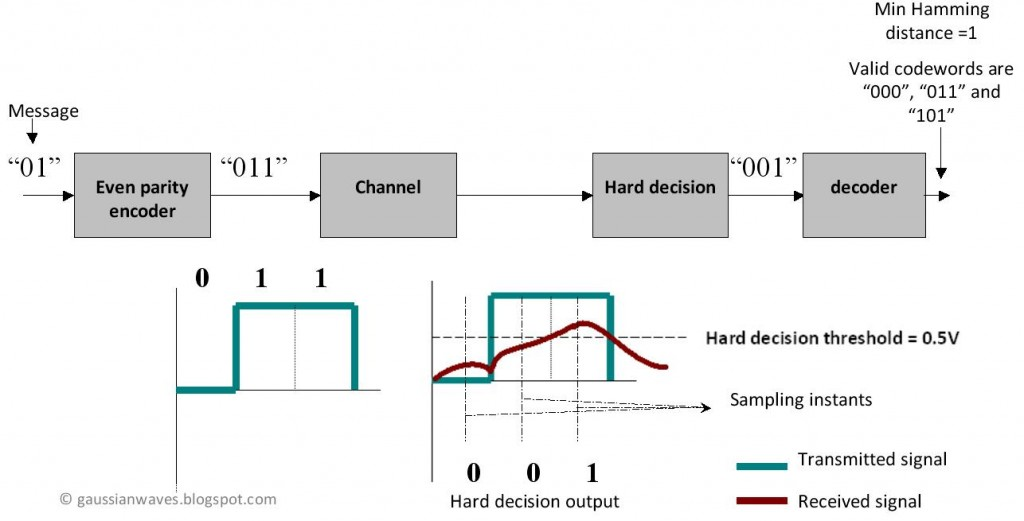 Min Hamming
distance =1
Valid codewords are
“000”, “011” and
“101”
Message
“01”
Even parity
encoder
“011”
Channel
Hard decision
“001”
decoder
0 1 1
Hard decision threshold = 0.5V
Sampling instants
0 0 1
Hard decision output
Transmitted signal
Received signal
© gaussianwaves.blogspot.com